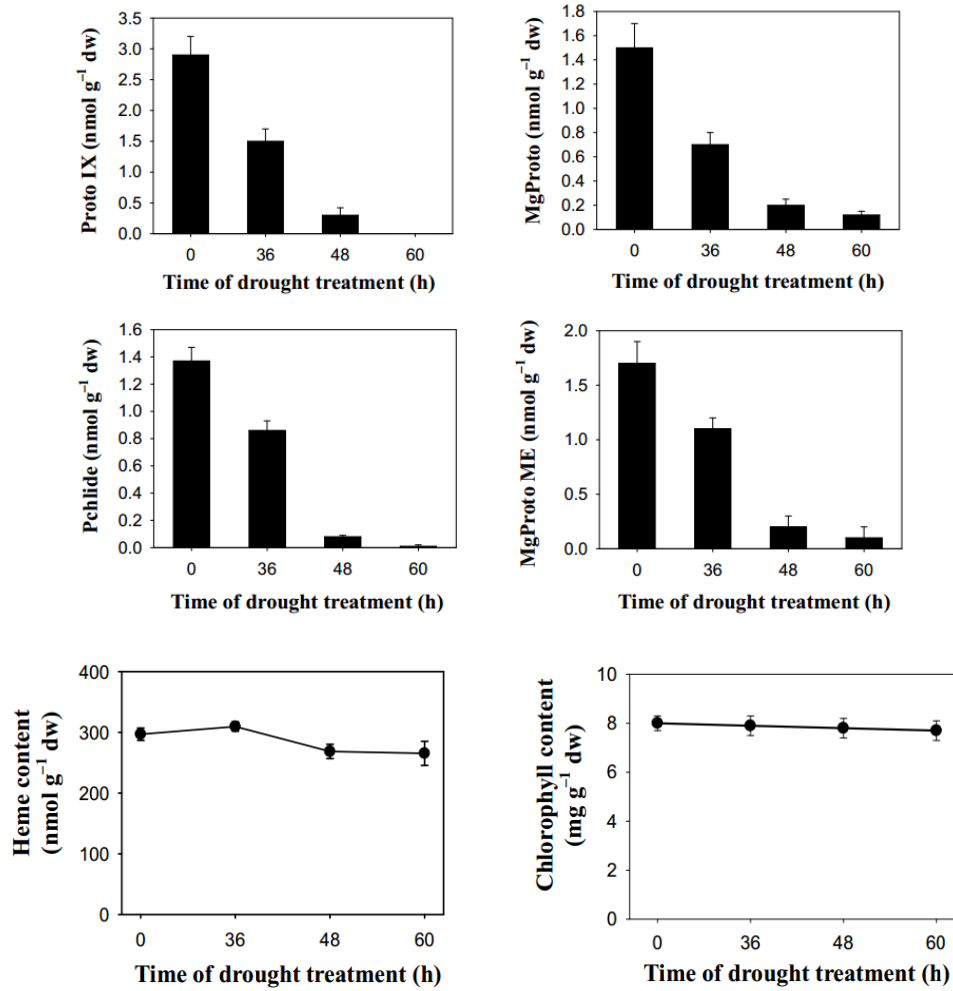 Proto IX (nmol g⁻¹ dw)
3.5
3.0
2.5
2.0
1.5
1.0
0.5
0.0
0 36 48 60
Time of drought treatment (h)
MgProto (nmol g⁻¹ dw)
1.8
1.6
1.4
1.2
1.0
0.8
0.6
0.4
0.2
0.0
0 36 48 60
Time of drought treatment (h)
Pchlide (nmol g⁻¹ dw)
1.6
1.4
1.2
1.0
0.8
0.6
0.4
0.2
0.0
0 36 48 60
Time of drought treatment (h)
MgProto ME (nmol g⁻¹ dw)
2.0
1.5
1.0
0.5
0.0
0 36 48 60
Time of drought treatment (h)
Heme content
(nmol g⁻¹ dw)
400
300
200
100
0
0 36 48 60
Time of drought treatment (h)
Chlorophyll content
(mg g⁻¹ dw)
10
8
6
4
2
0
0 36 48 60
Time of drought treatment (h)